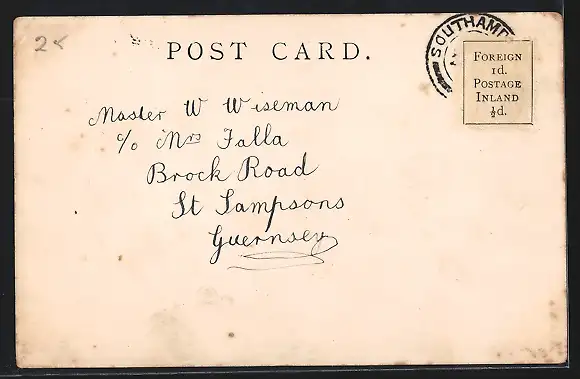 2
POST CARD.
SOUTHAMP
FOREIGN
1d.
POSTAGE
INLAND
½d.
Master W Wiseman
c/o Mrs Falla
Brock Road
St Sampsons
Guernsey